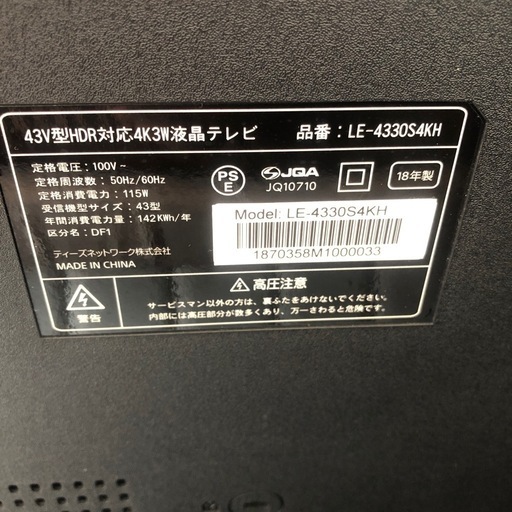 43V型HDR対応4K3W液晶テレビ 品番：LE-4330S4KH
定格電圧：100V～
定格周波数：50Hz/60Hz
定格消費電力：115W
受信機型サイズ：43型
年間消費電力量：142KWh/年
区分名：DF1
ティーズネットワーク株式会社
MADE IN CHINA
PS
E
JQA
JQ10710
18年製
Model: LE-4330S4KH
1870358M1000033
警告
高圧注意
サービスマン以外の方は、裏ぶたをあけないでください。
内部には高圧部分が数多くあり、万一さわると危険です。